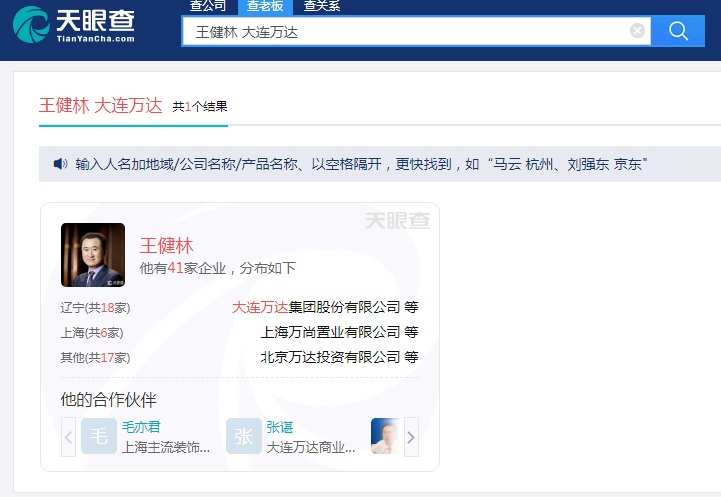 查公司 查老板 查关系
天眼查
TianYanCha.com
王健林 大连万达
王健林 大连万达 共1个结果
输入人名加地域/公司名称/产品名称、以空格隔开，更快找到，如“马云 杭州、刘强东 京东"
天眼查
王健林
他有41家企业，分布如下
辽宁(共18家) 大连万达集团股份有限公司 等
上海(共6家) 上海万尚置业有限公司 等
其他(共17家) 北京万达投资有限公司 等
他的合作伙伴
毛 毛亦君 张 张谌
上海主流装饰... 大连万达商业...